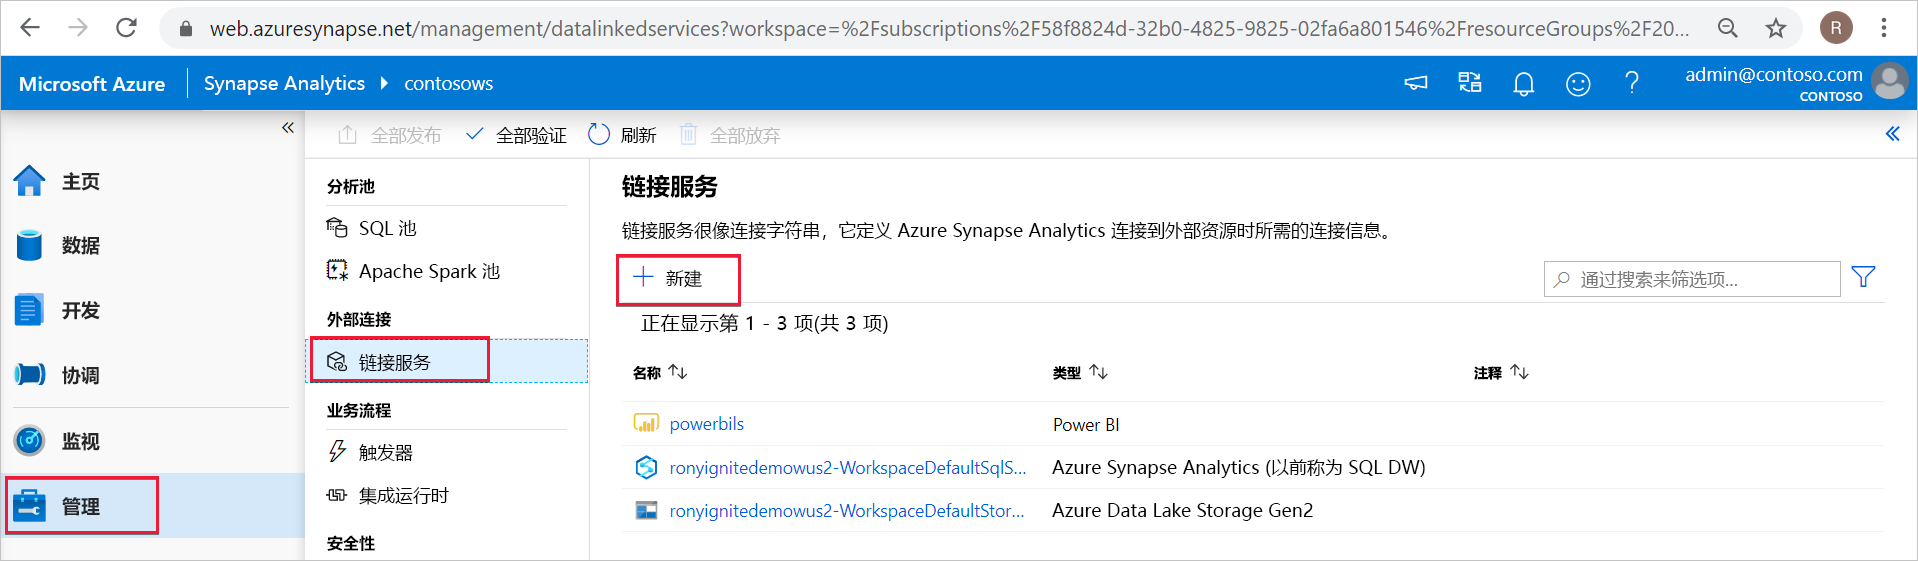 web.azuresynapse.net/management/datalinkedservices?workspace=%2Fsubscriptions%2F58f8824d-32b0-4825-9825-02fa6a801546%2FresourceGroups%2F20...
R
Microsoft Azure
Synapse Analytics
contosows
admin@contoso.com
CONTOSO
全部发布
全部验证
刷新
全部放弃
主页
数据
开发
协调
监视
管理
分析池
SQL 池
Apache Spark 池
外部连接
链接服务
业务流程
触发器
集成运行时
安全性
链接服务
链接服务很像连接字符串，它定义 Azure Synapse Analytics 连接到外部资源时所需的连接信息。
新建
通过搜索来筛选项...
正在显示第 1 - 3 项(共 3 项)
名称 类型 注释
powerbils Power BI
ronyignitedemowus2-WorkspaceDefaultSqlS... Azure Synapse Analytics (以前称为 SQL DW)
ronyignitedemowus2-WorkspaceDefaultStor... Azure Data Lake Storage Gen2